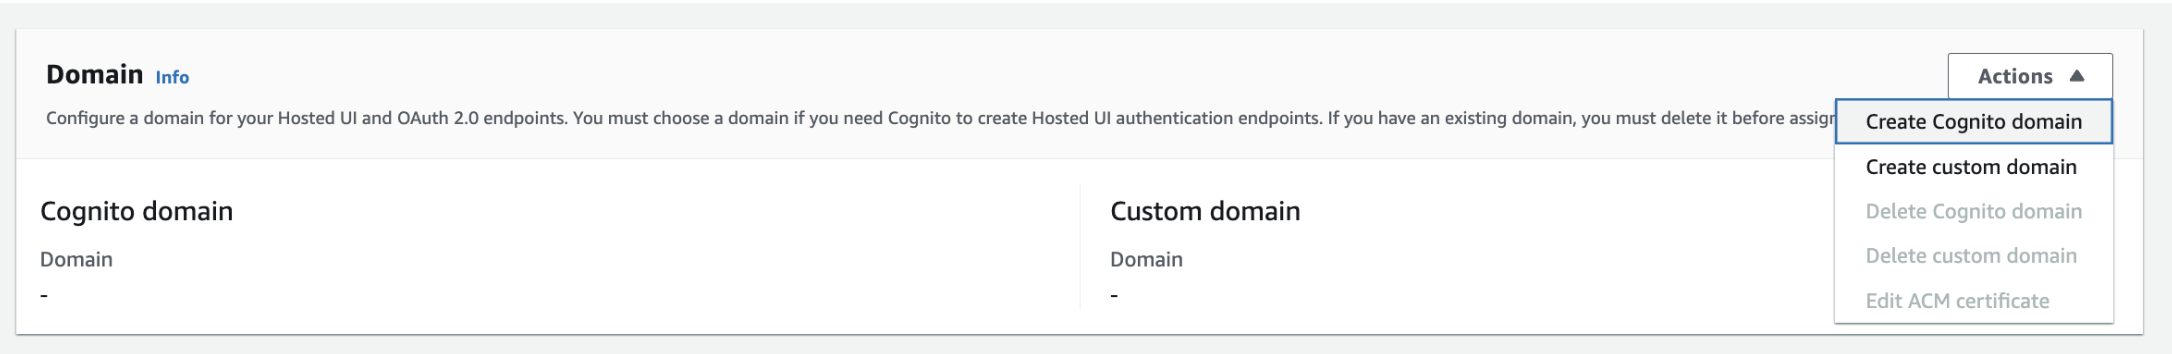 Domain Info
Actions ▲
Configure a domain for your Hosted UI and OAuth 2.0 endpoints. You must choose a domain if you need Cognito to create Hosted UI authentication endpoints. If you have an existing domain, you must delete it before
Create Cognito domain
Create custom domain
Delete Cognito domain
Delete custom domain
Edit ACM certificate
Cognito domain
Domain
-
Custom domain
Domain
-